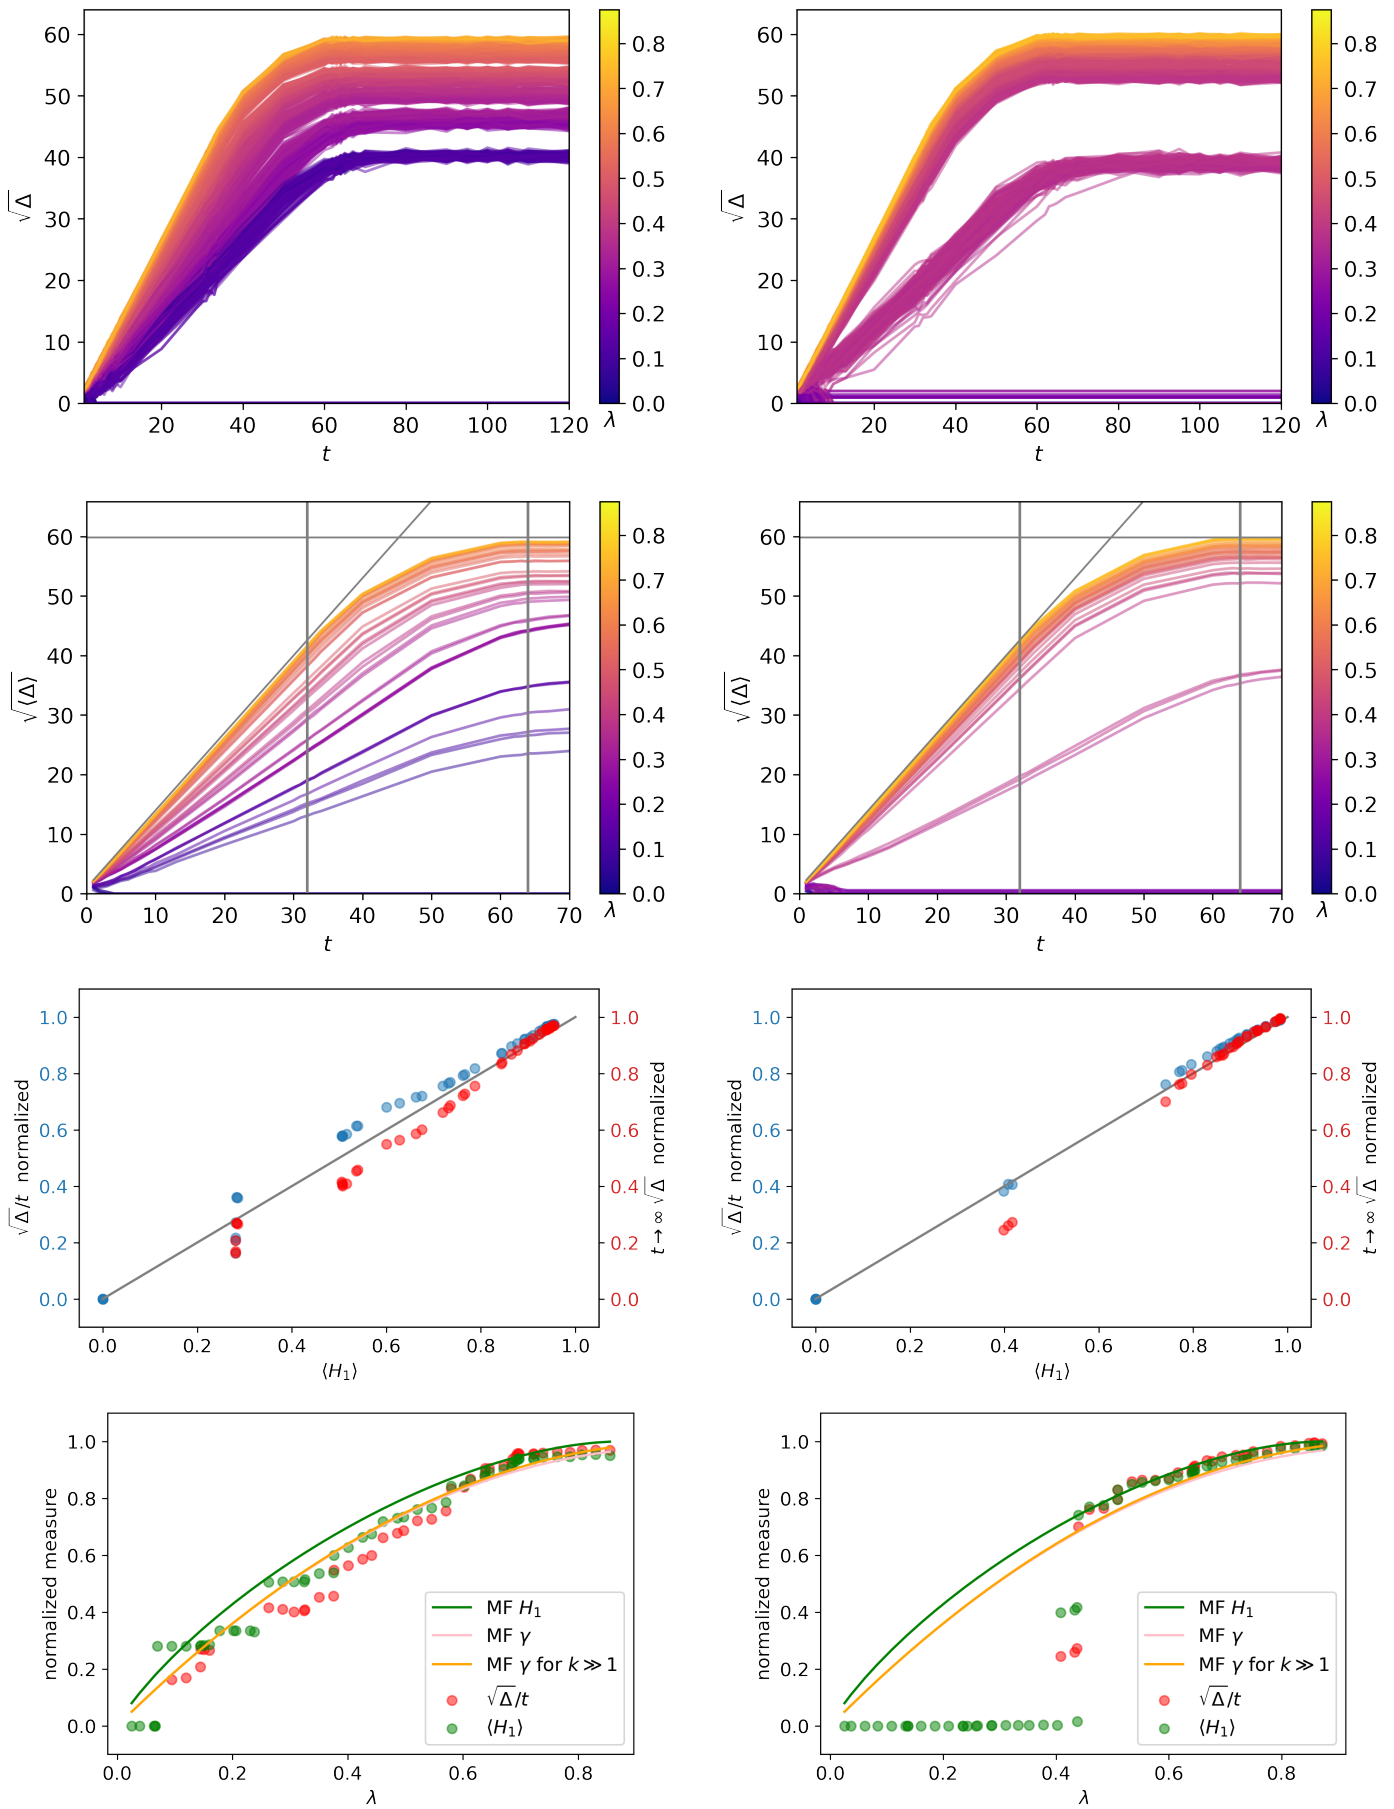 60
50
40
30
20
10
0
√Δ
20 40 60 80 100 120
t
0.8
0.7
0.6
0.5
0.4
0.3
0.2
0.1
0.0
λ
60
50
40
30
20
10
0
√Δ
20 40 60 80 100 120
t
0.8
0.7
0.6
0.5
0.4
0.3
0.2
0.1
0.0
λ
60
50
40
30
20
10
0
√⟨Δ⟩
0 10 20 30 40 50 60 70
t
0.8
0.7
0.6
0.5
0.4
0.3
0.2
0.1
0.0
λ
60
50
40
30
20
10
0
√⟨Δ⟩
0 10 20 30 40 50 60 70
t
0.8
0.7
0.6
0.5
0.4
0.3
0.2
0.1
0.0
λ
1.0
0.8
0.6
0.4
0.2
0.0
√Δ/t normalized
0.0 0.2 0.4 0.6 0.8 1.0
⟨H₁⟩
1.0
0.8
0.6
0.4
0.2
0.0
t→∞ √Δ normalized
1.0
0.8
0.6
0.4
0.2
0.0
√Δ/t normalized
0.0 0.2 0.4 0.6 0.8 1.0
⟨H₁⟩
1.0
0.8
0.6
0.4
0.2
0.0
t→∞ √Δ normalized
1.0
0.8
0.6
0.4
0.2
0.0
normalized measure
0.0 0.2 0.4 0.6 0.8
λ
MF H₁
MF γ
MF γ for k≫1
√Δ/t
⟨H₁⟩
1.0
0.8
0.6
0.4
0.2
0.0
normalized measure
0.0 0.2 0.4 0.6 0.8
λ
MF H₁
MF γ
MF γ for k≫1
√Δ/t
⟨H₁⟩